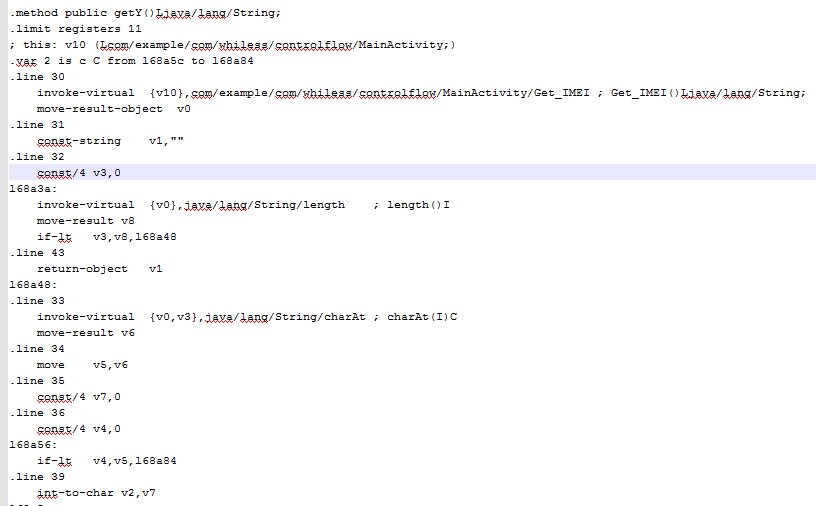 .method public getY()Ljava/lang/String;
.limit registers 11
; this: v10 (Lcom/example/com/whiless/controlflow/MainActivity;)
.var 2 is c C from l68a5c to l68a84
.line 30
invoke-virtual {v10},com/example/com/whiless/controlflow/MainActivity/Get_IMEI ; Get_IMEI()Ljava/lang/String;
move-result-object v0
.line 31
const-string v1,""
.line 32
const/4 v3,0
l68a3a:
invoke-virtual {v0},java/lang/String/length ; length()I
move-result v8
if-lt v3,v8,l68a48
.line 43
return-object v1
l68a48:
.line 33
invoke-virtual {v0,v3},java/lang/String/charAt ; charAt(I)C
move-result v6
.line 34
move v5,v6
.line 35
const/4 v7,0
.line 36
const/4 v4,0
l68a56:
if-lt v4,v5,l68a84
.line 39
int-to-char v2,v7